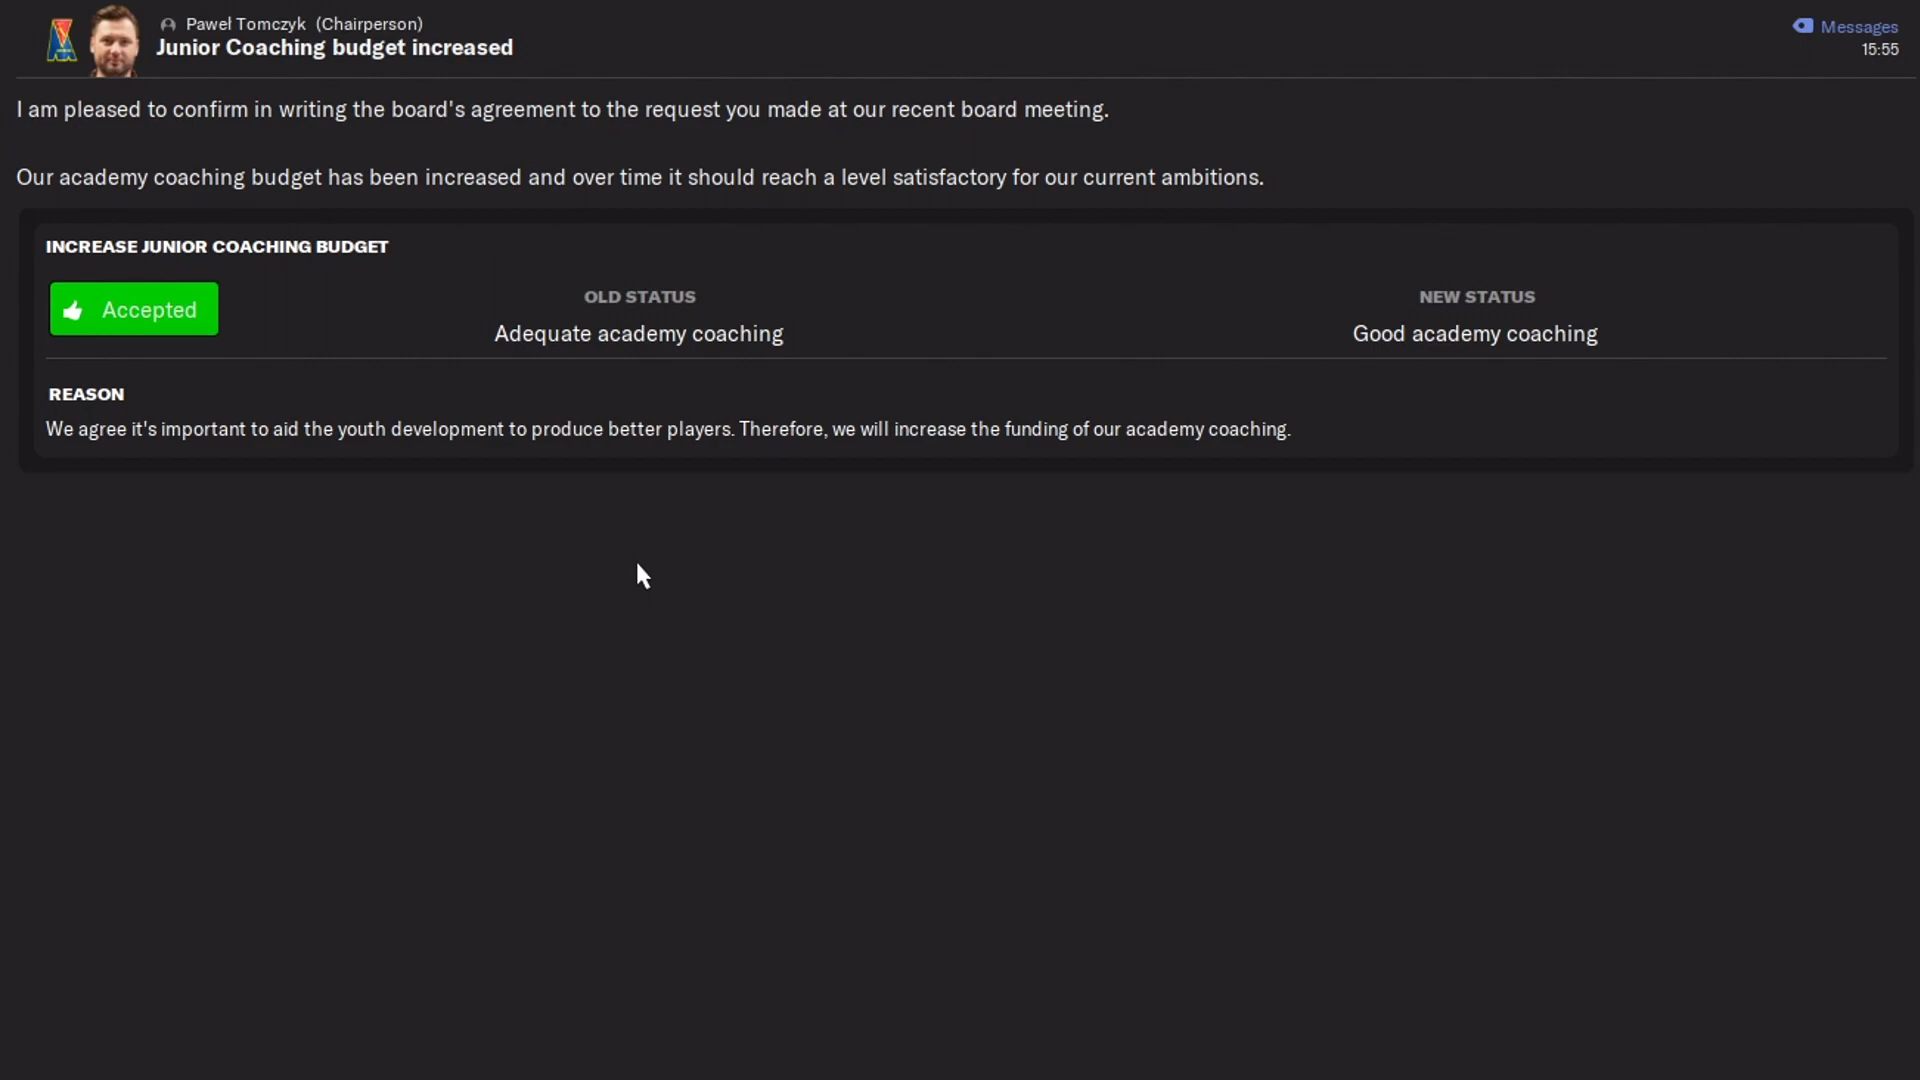 Pawel Tomczyk (Chairperson)
Junior Coaching budget increased
Messages
15:55
I am pleased to confirm in writing the board's agreement to the request you made at our recent board meeting.
Our academy coaching budget has been increased and over time it should reach a level satisfactory for our current ambitions.
INCREASE JUNIOR COACHING BUDGET
Accepted
OLD STATUS
Adequate academy coaching
NEW STATUS
Good academy coaching
REASON
We agree it's important to aid the youth development to produce better players. Therefore, we will increase the funding of our academy coaching.